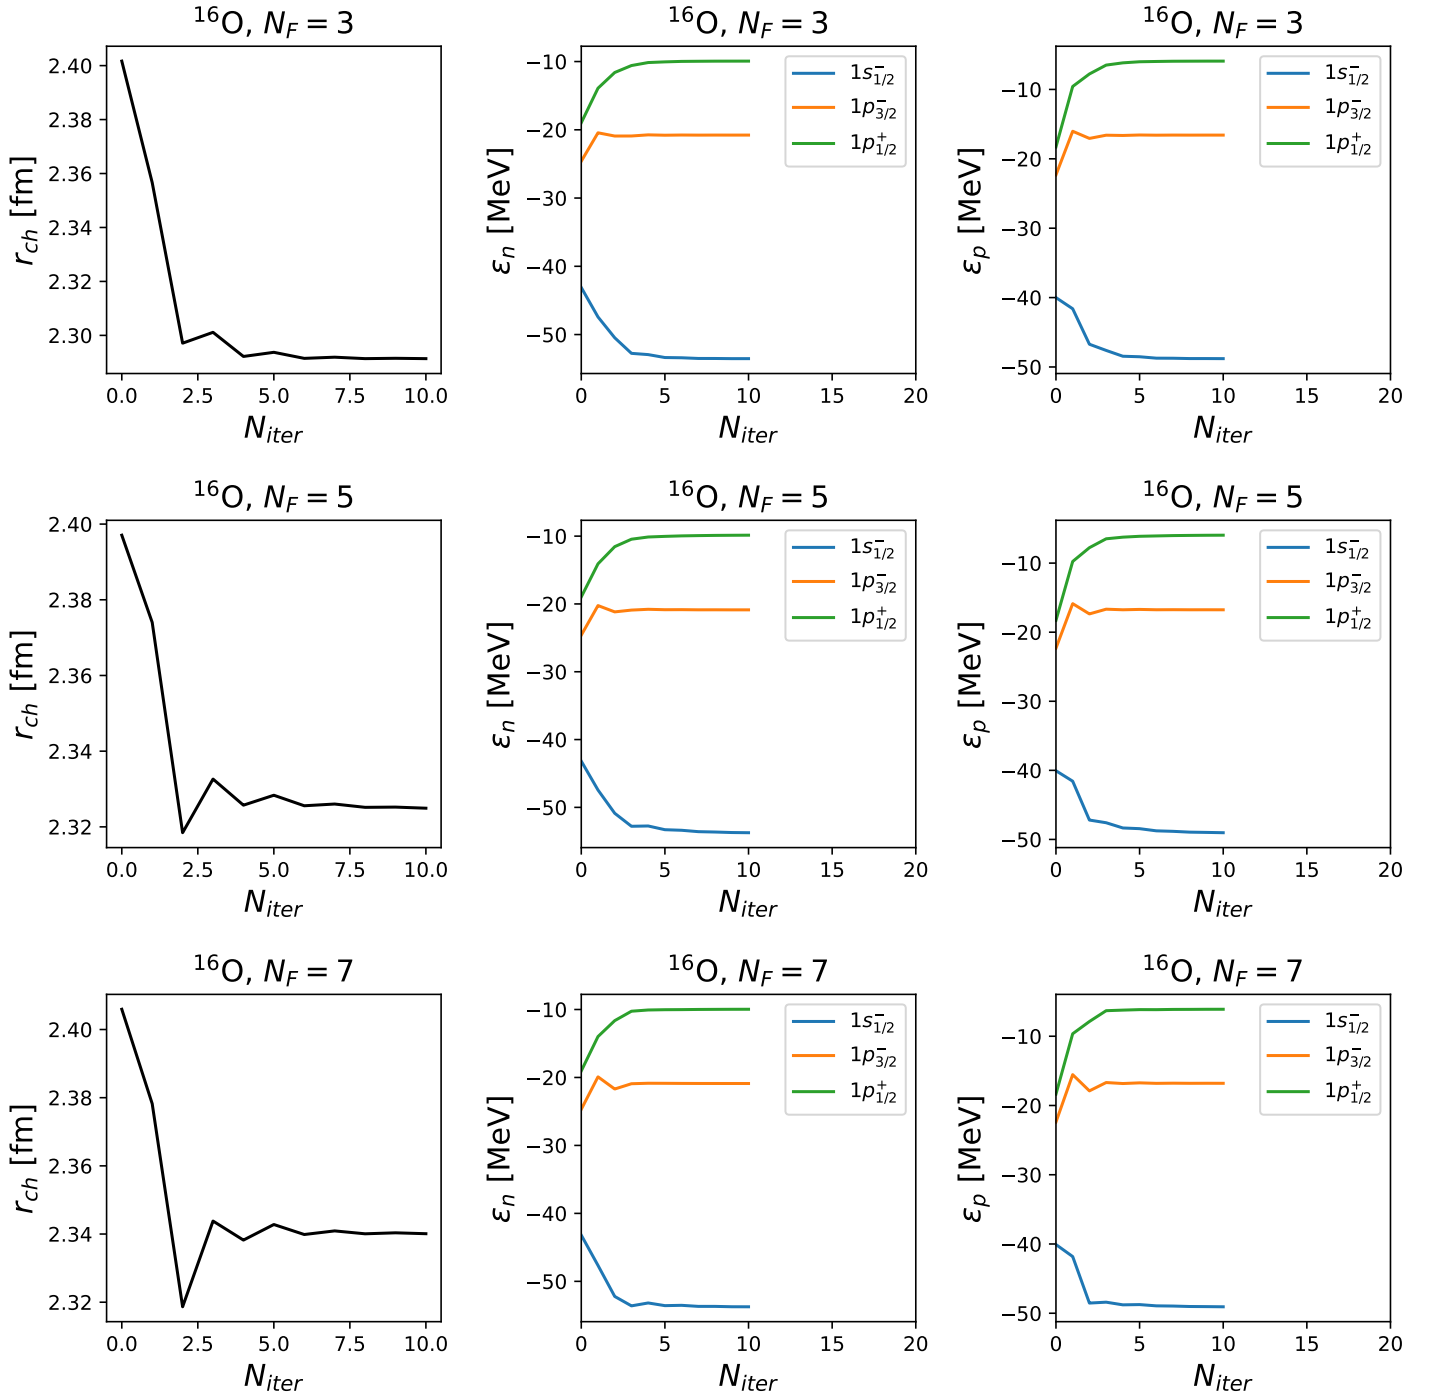 ¹⁶O, N_F = 3
2.40
2.38
2.36
2.34
2.32
2.30
r_ch [fm]
0.0 2.5 5.0 7.5 10.0
N_iter
¹⁶O, N_F = 3
−10
−20
−30
−40
−50
ε_n [MeV]
1s⁻_1/2
1p⁻_3/2
1p⁺_1/2
0 5 10 15 20
N_iter
¹⁶O, N_F = 3
−10
−20
−30
−40
−50
ε_p [MeV]
1s⁻_1/2
1p⁻_3/2
1p⁺_1/2
0 5 10 15 20
N_iter
¹⁶O, N_F = 5
2.40
2.38
2.36
2.34
2.32
r_ch [fm]
0.0 2.5 5.0 7.5 10.0
N_iter
¹⁶O, N_F = 5
−10
−20
−30
−40
−50
ε_n [MeV]
1s⁻_1/2
1p⁻_3/2
1p⁺_1/2
0 5 10 15 20
N_iter
¹⁶O, N_F = 5
−10
−20
−30
−40
−50
ε_p [MeV]
1s⁻_1/2
1p⁻_3/2
1p⁺_1/2
0 5 10 15 20
N_iter
¹⁶O, N_F = 7
2.40
2.38
2.36
2.34
2.32
r_ch [fm]
0.0 2.5 5.0 7.5 10.0
N_iter
¹⁶O, N_F = 7
−10
−20
−30
−40
−50
ε_n [MeV]
1s⁻_1/2
1p⁻_3/2
1p⁺_1/2
0 5 10 15 20
N_iter
¹⁶O, N_F = 7
−10
−20
−30
−40
−50
ε_p [MeV]
1s⁻_1/2
1p⁻_3/2
1p⁺_1/2
0 5 10 15 20
N_iter